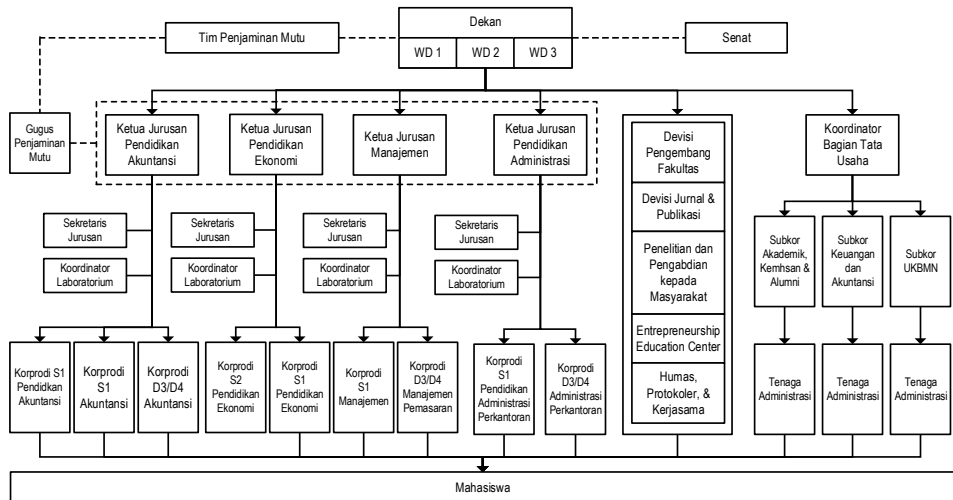 Dekan
WD 1
WD 2
WD 3
Tim Penjaminan Mutu
Senat
Gugus
Penjaminan
Mutu
Ketua Jurusan
Pendidikan
Akuntansi
Ketua Jurusan
Pendidikan
Ekonomi
Ketua Jurusan
Manajemen
Ketua Jurusan
Pendidikan
Administrasi
Devisi
Pengembang
Fakultas
Devisi Jurnal &
Publikasi
Penelitian dan
Pengabdian
kepada
Masyarakat
Entrepreneurship
Education Center
Humas,
Protokoler, &
Kerjasama
Koordinator
Bagian Tata
Usaha
Sekretaris
Jurusan
Koordinator
Laboratorium
Sekretaris
Jurusan
Koordinator
Laboratorium
Sekretaris
Jurusan
Koordinator
Laboratorium
Sekretaris
Jurusan
Koordinator
Laboratorium
Subkor
Akademik,
Kemhsan &
Alumni
Subkor
Keuangan
dan
Akuntansi
Subkor
UKBMN
Korprodi S1
Pendidkan
Akuntansi
Korprodi
S1
Akuntansi
Korprodi
D3/D4
Akuntansi
Korprodi
S2
Pendidikan
Ekonomi
Korprodi
S1
Pendidikan
Ekonomi
Korprodi
S1
Manajemen
Korprodi
D3/D4
Manajemen
Pemasaran
Korprodi S1
Pendidikan
Administrasi
Perkantoran
Korprodi
D3/D4
Administrasi
Perkantoran
Tenaga
Administrasi
Tenaga
Administrasi
Tenaga
Administrasi
Mahasiswa